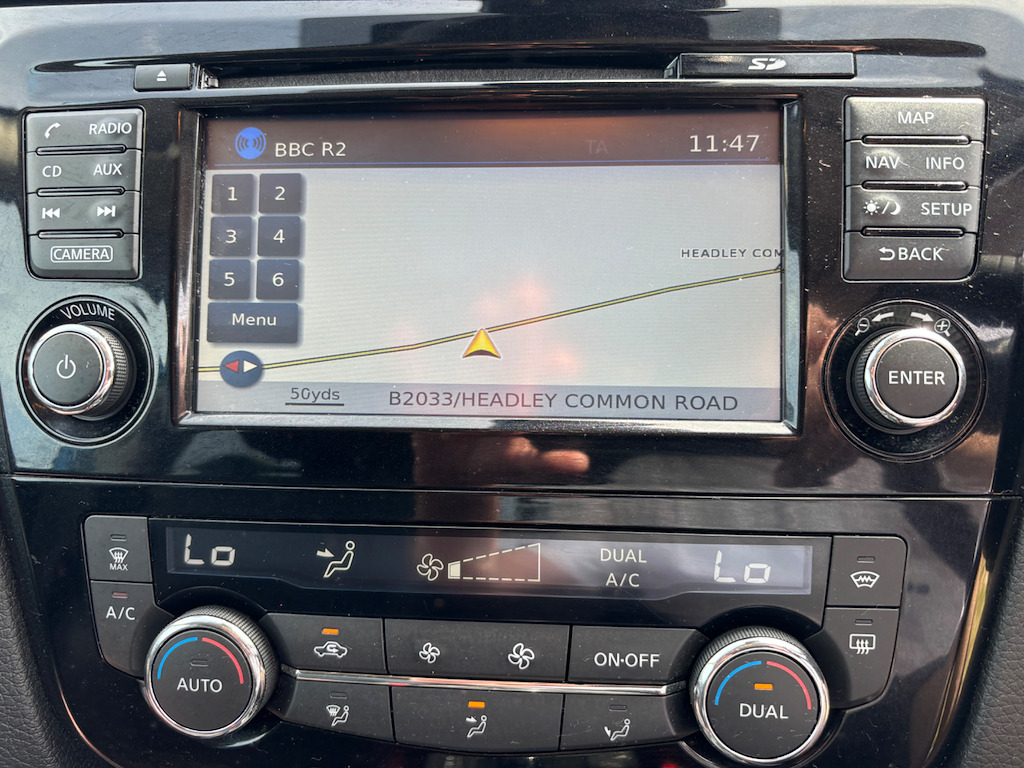 SD
RADIO
CD AUX
CAMERA
VOLUME
BBC R2
TA
11:47
1 2
3 4
5 6
Menu
HEADLEY COM
50yds
B2033/HEADLEY COMMON ROAD
MAP
NAV INFO
SETUP
BACK
ENTER
MAX
A/C
Lo
DUAL
A/C
Lo
AUTO
ON·OFF
DUAL